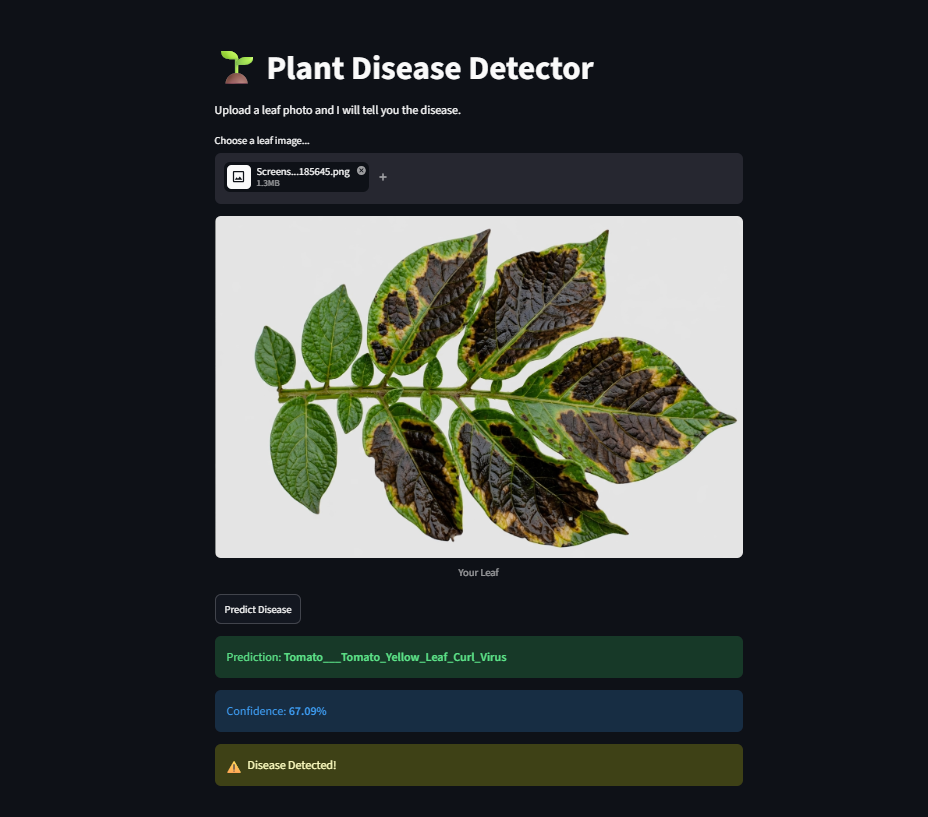 Plant Disease Detector
Upload a leaf photo and I will tell you the disease.
Choose a leaf image...
Screens...185645.png
1.3MB
Your Leaf
Predict Disease
Prediction: Tomato___Tomato_Yellow_Leaf_Curl_Virus
Confidence: 67.09%
Disease Detected!